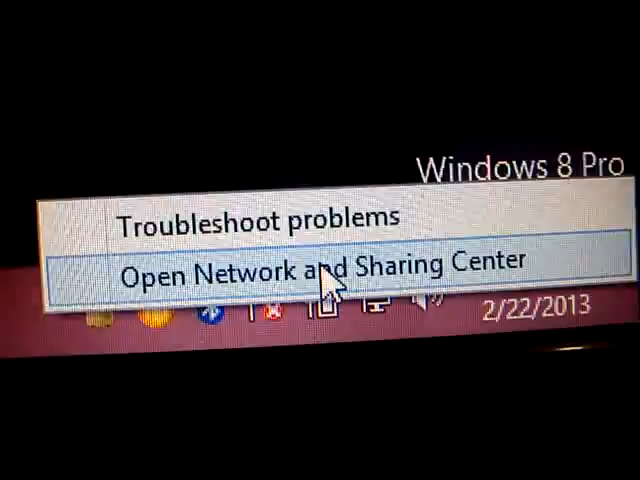 Windows 8 Pro
Troubleshoot problems
Open Network and Sharing Center
2/22/2013